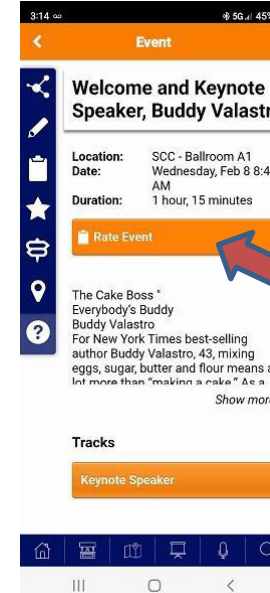 3:14
5G 45%
Event
Welcome and Keynote
Speaker, Buddy Valastr
Location: SCC - Ballroom A1
Date: Wednesday, Feb 8 8:4
AM
Duration: 1 hour, 15 minutes
Rate Event
The Cake Boss "
Everybody's Buddy
Buddy Valastro
For New York Times best-selling
author Buddy Valastro, 43, mixing
eggs, sugar, butter and flour means a
lot more than "making a cake." As a
Show more
Tracks
Keynote Speaker